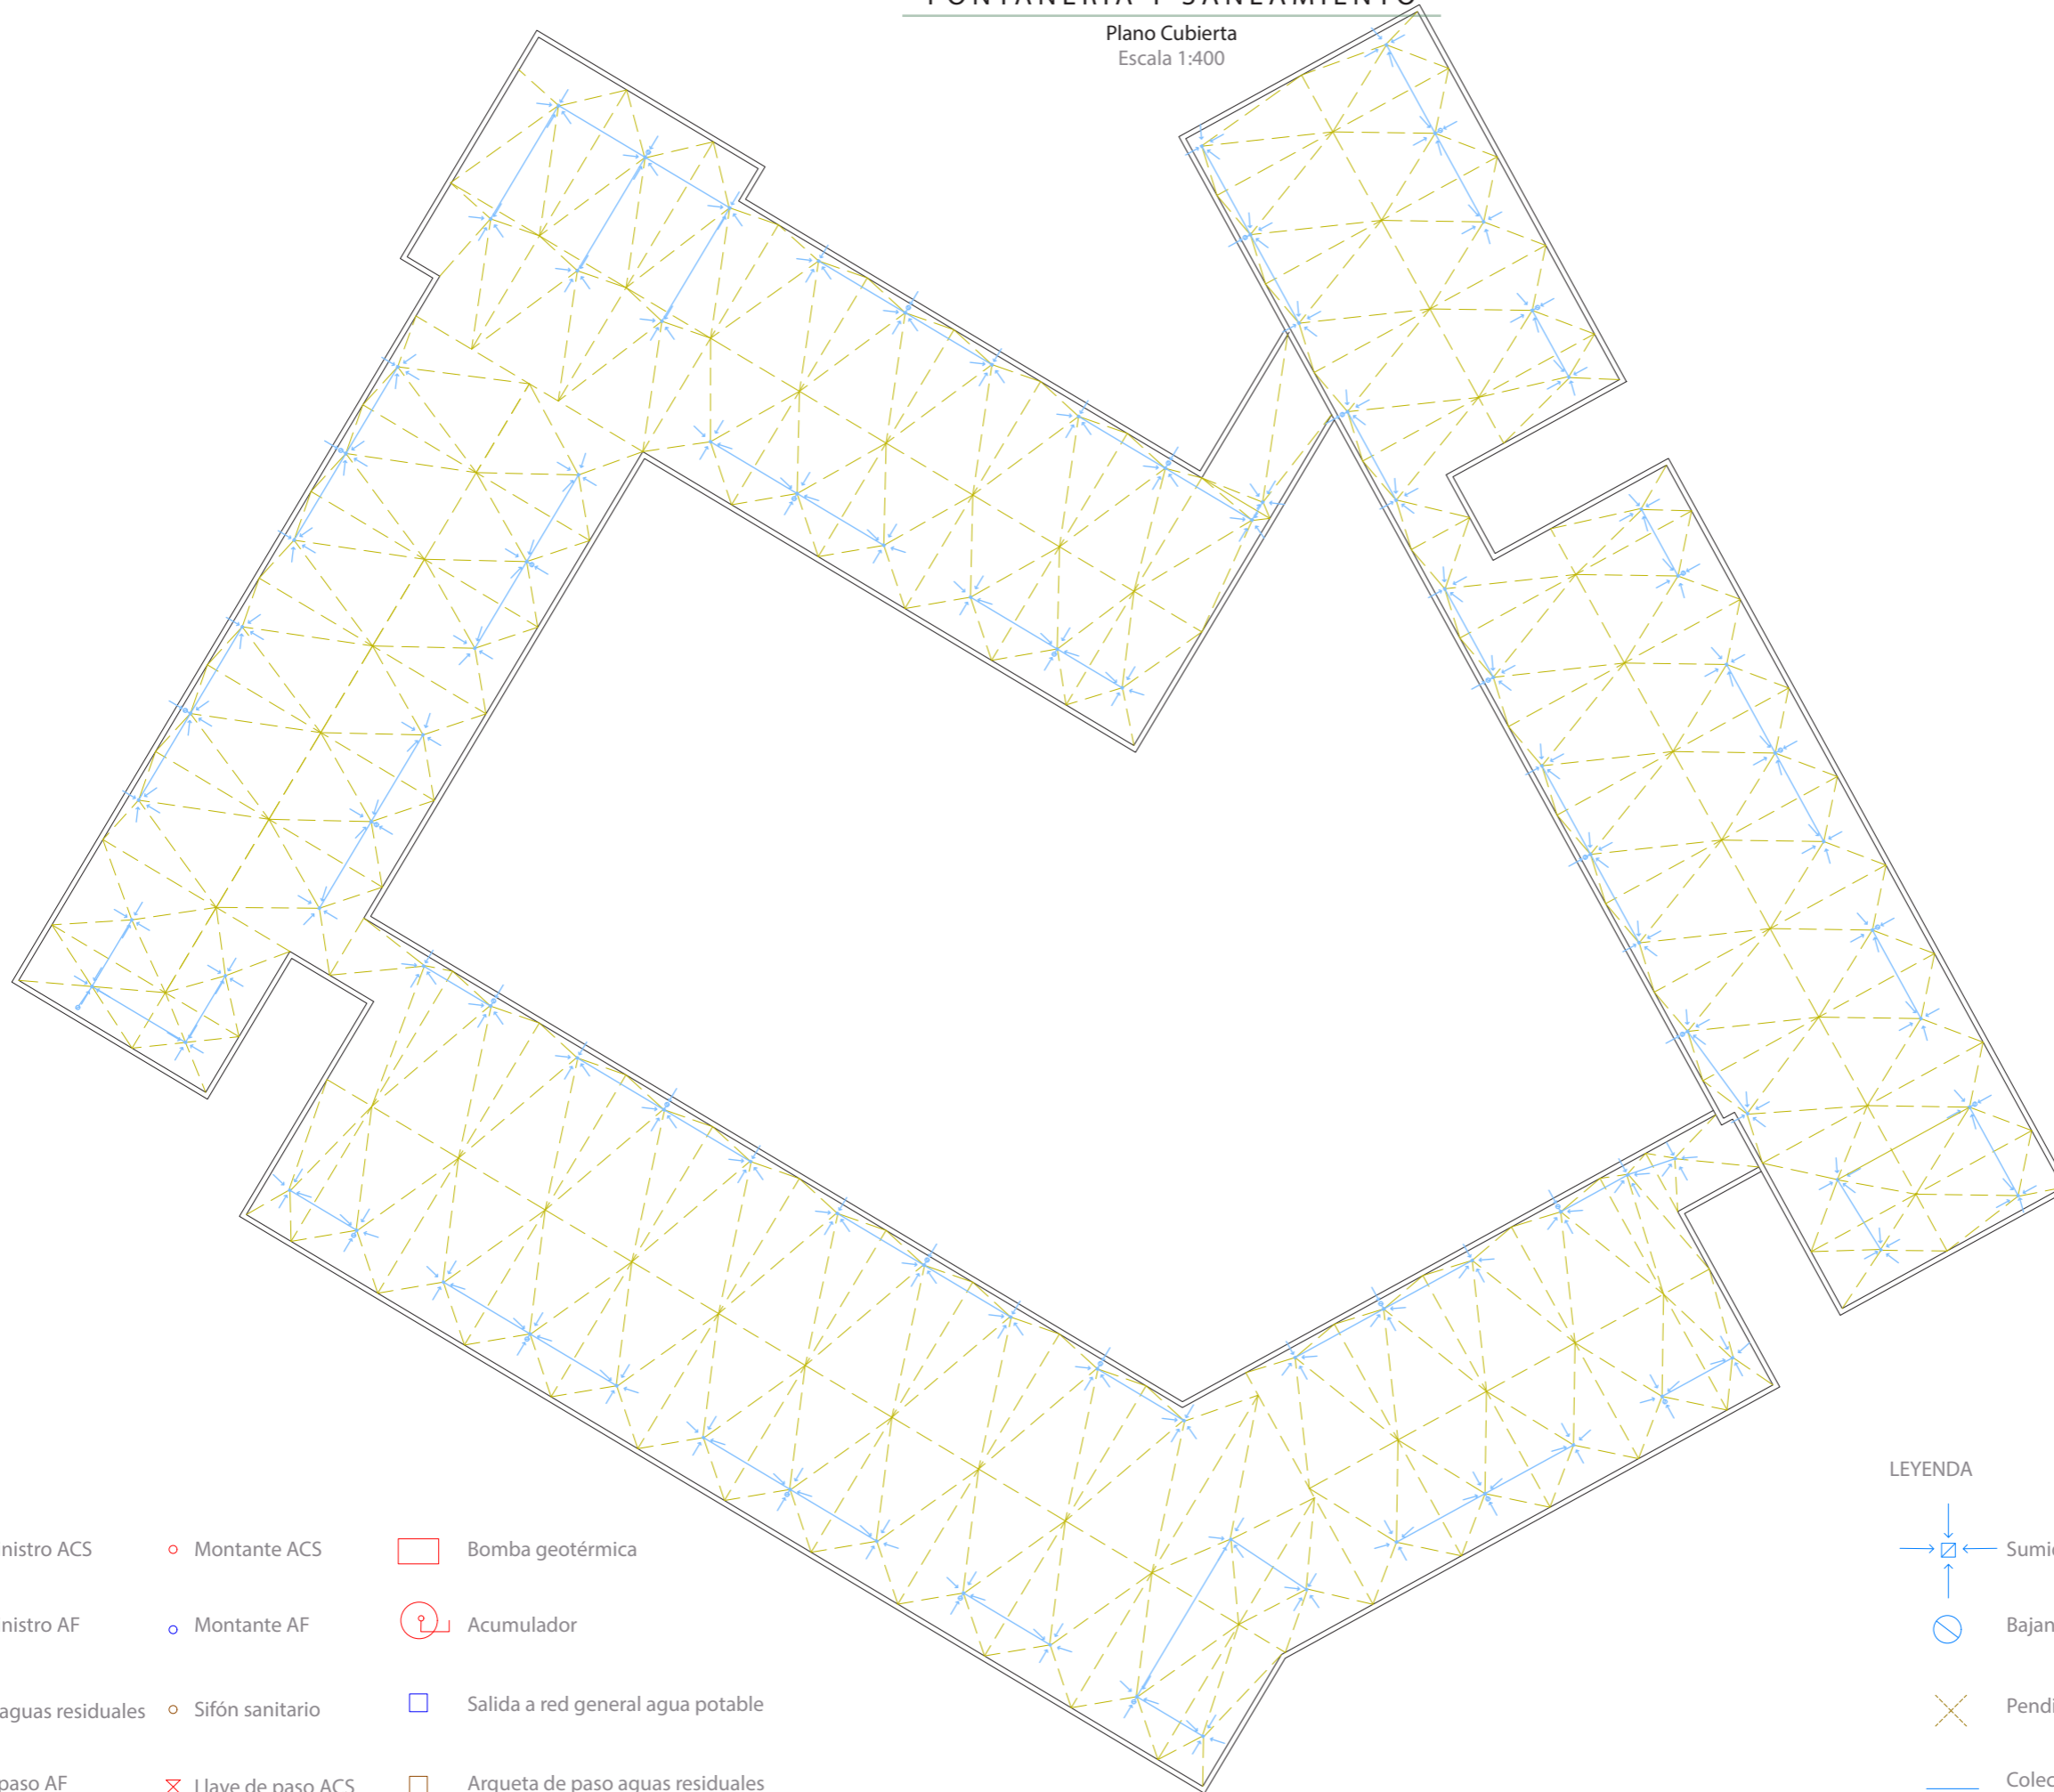 FONTANERÍA Y SANEAMIENTO
Plano Cubierta
Escala 1:400
LEYENDA
nistro ACS
Montante ACS
Bomba geotérmica
Sumi
nistro AF
Montante AF
Acumulador
Bajan
aguas residuales
Sifón sanitario
Salida a red general agua potable
Pendi
paso AF
Llave de paso ACS
Arqueta de paso aguas residuales
Colec